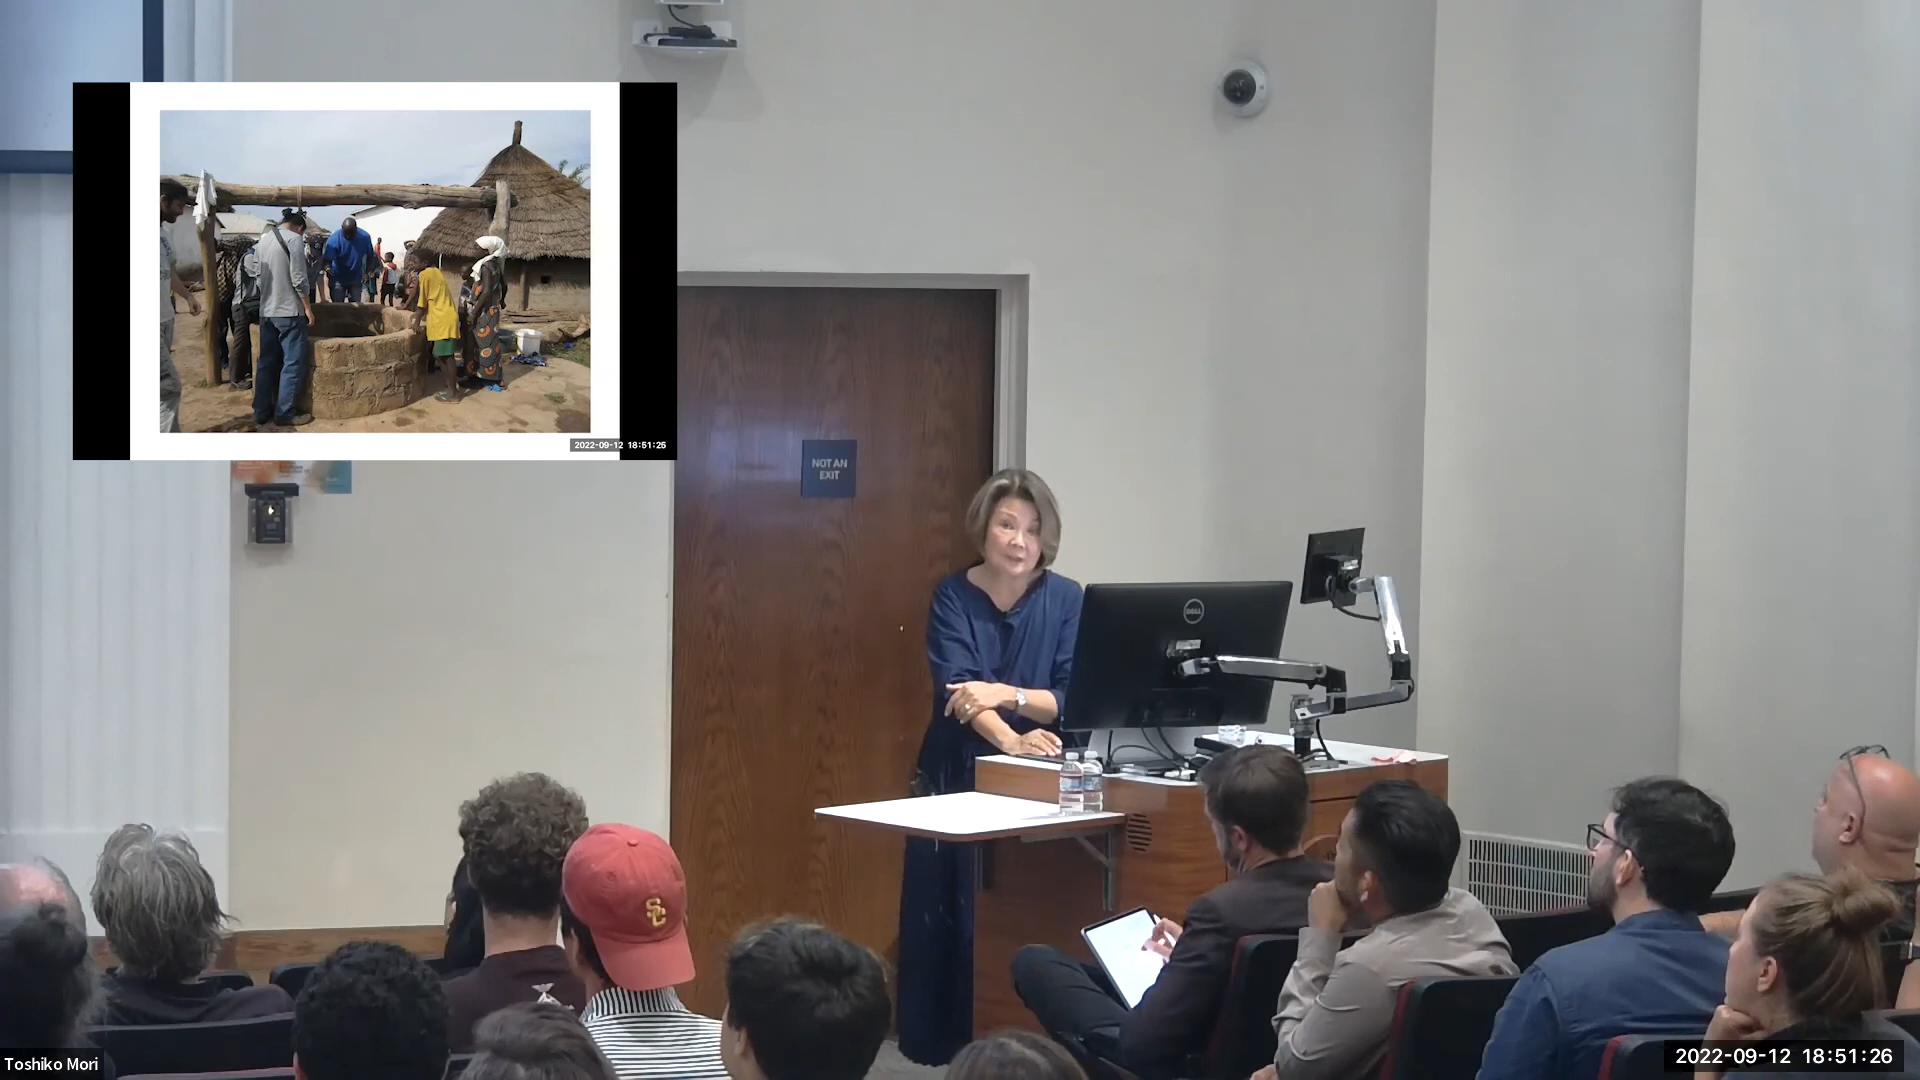 2022-09-12 18:51:25
NOT AN
EXIT
DELL
SC
Toshiko Mori
2022-09-12 18:51:26